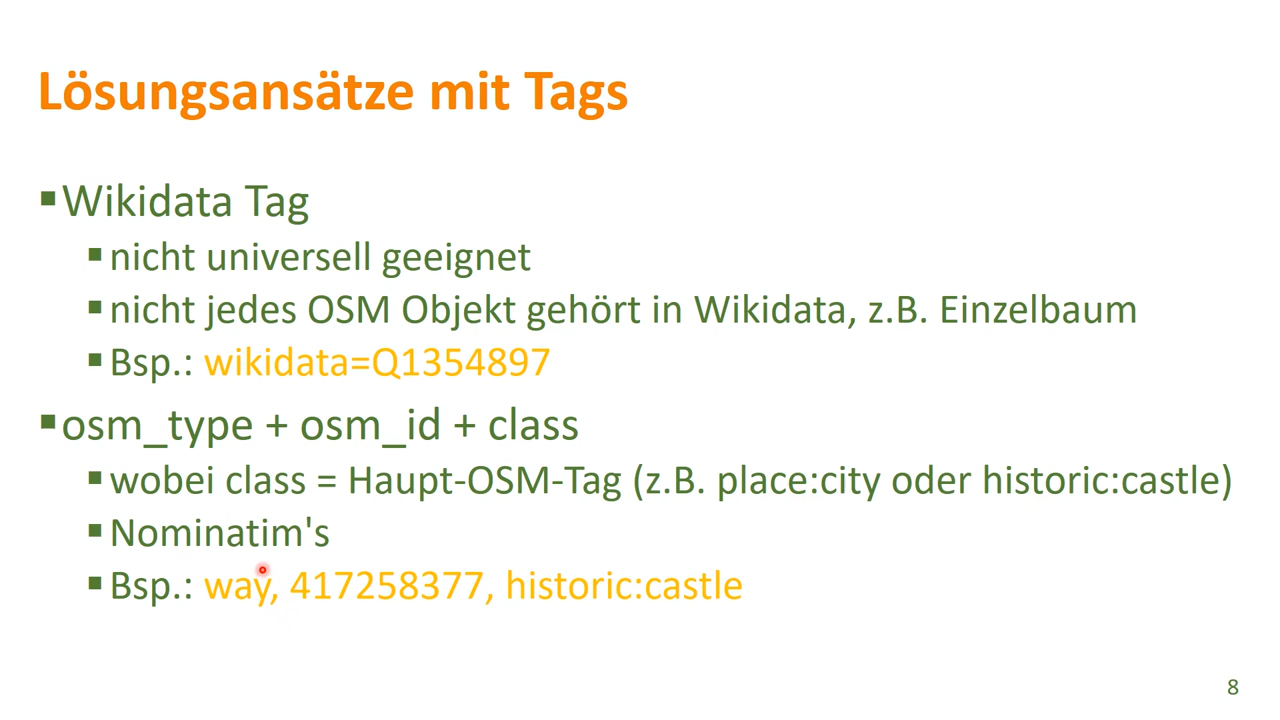 Lösungsansätze mit Tags
Wikidata Tag
nicht universell geeignet
nicht jedes OSM Objekt gehört in Wikidata, z.B. Einzelbaum
Bsp.: wikidata=Q1354897
osm_type + osm_id + class
wobei class = Haupt-OSM-Tag (z.B. place:city oder historic:castle)
Nominatim's
Bsp.: way, 417258377, historic:castle
8